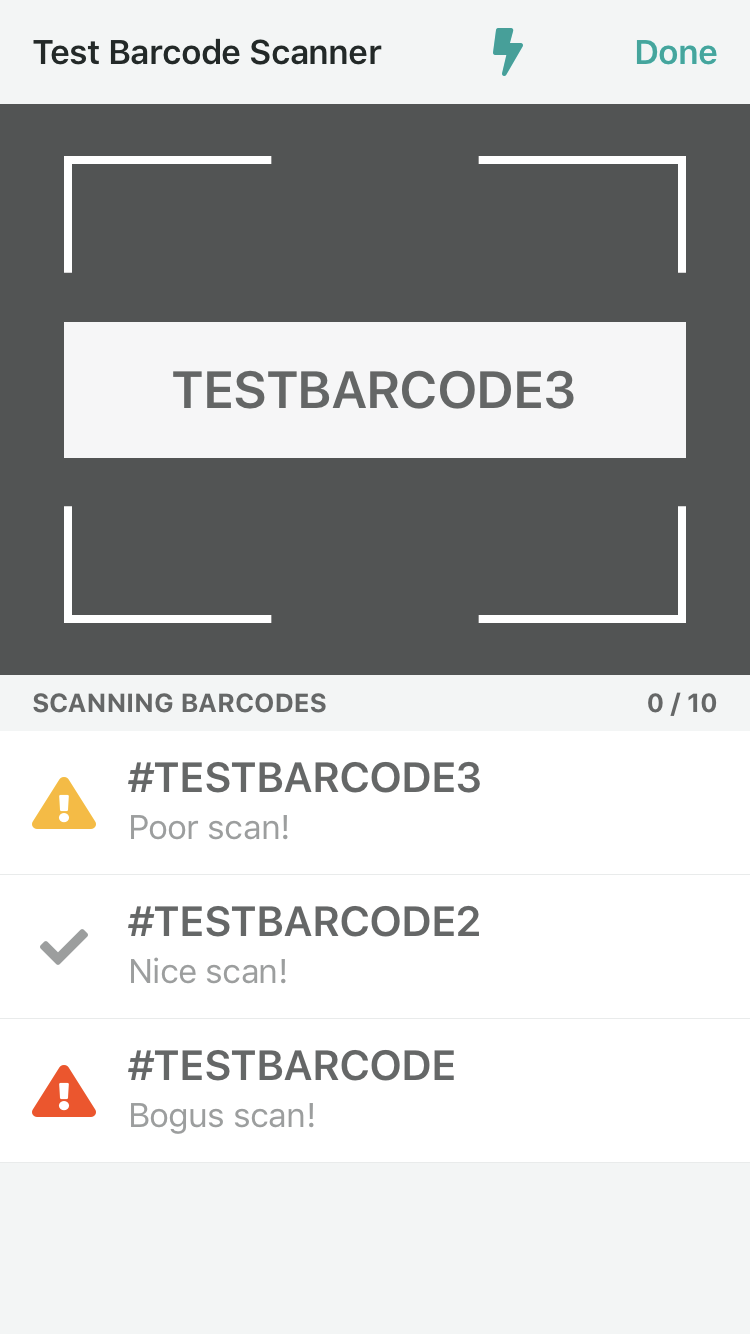 Test Barcode Scanner Done
TESTBARCODE3
SCANNING BARCODES 0 / 10
#TESTBARCODE3
Poor scan!
#TESTBARCODE2
Nice scan!
#TESTBARCODE
Bogus scan!